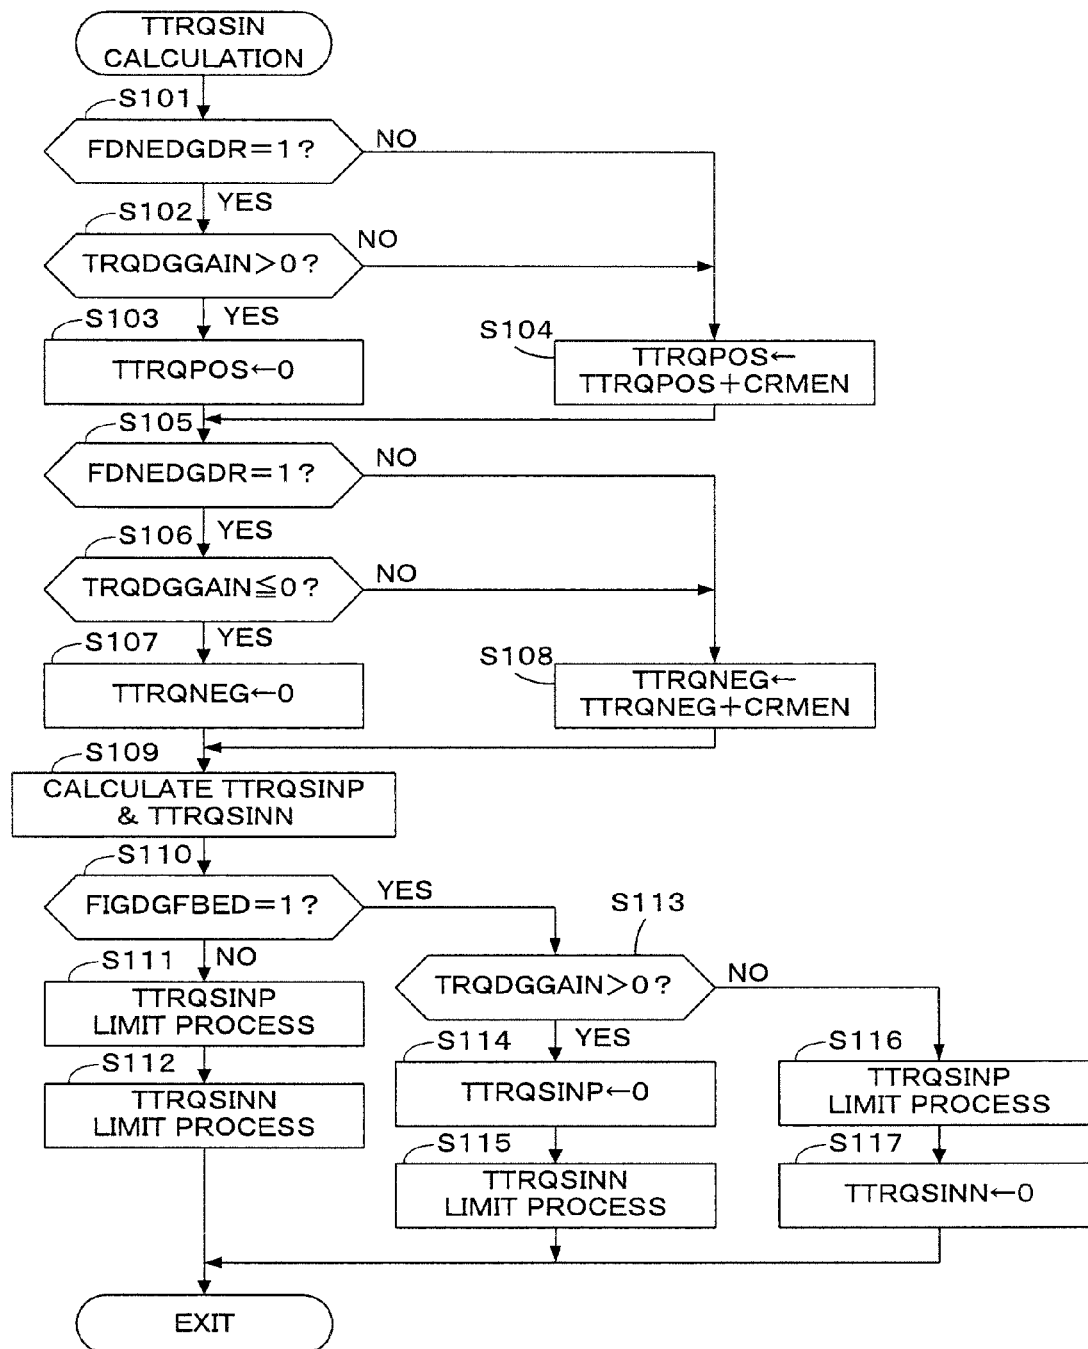 TTRQSIN
CALCULATION
S101
FDNEDGDR=1?
NO
YES
S102
TRQDGGAIN>0?
NO
YES
S103
TTRQPOS←0
S104
TTRQPOS←
TTRQPOS+CRMEN
S105
FDNEDGDR=1?
NO
YES
S106
TRQDGGAIN≦0?
NO
YES
S107
TTRQNEG←0
S108
TTRQNEG←
TTRQNEG+CRMEN
S109
CALCULATE TTRQSINP
& TTRQSINN
S110
FIGDGFBED=1?
YES
NO
S111
TTRQSINP
LIMIT PROCESS
S112
TTRQSINN
LIMIT PROCESS
S113
TRQDGGAIN>0?
NO
YES
S114
TTRQSINP←0
S115
TTRQSINN
LIMIT PROCESS
S116
TTRQSINP
LIMIT PROCESS
S117
TTRQSINN←0
EXIT